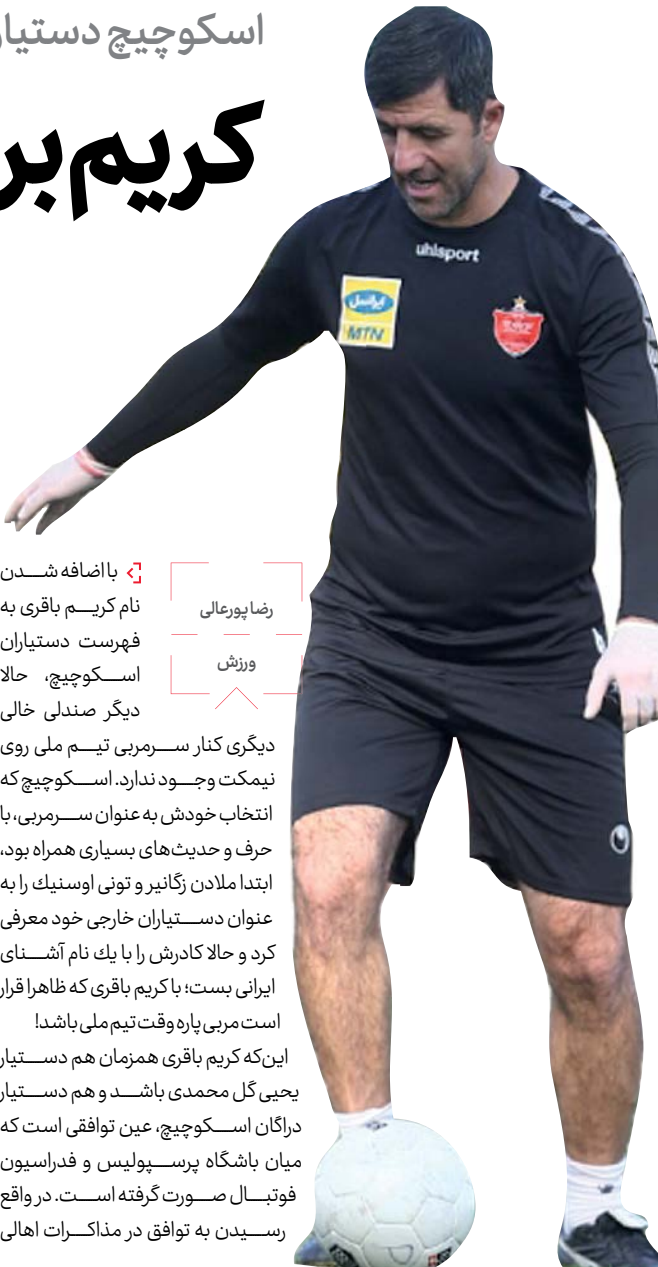 اسکوچیچ دستیار
کریم‌بر
uhlsport
ایرانسل
MTN
رضا پورعالی
ورزش
با اضافه شدن
نام کریم باقری به
فهرست دستیاران
اسکوچیچ، حالا
دیگر صندلی خالی
دیگری کنار سرمربی تیم ملی روی
نیمکت وجود ندارد. اسکوچیچ که
انتخاب خودش به عنوان سرمربی، با
حرف و حدیث‌های بسیاری همراه بود،
ابتدا ملادن زگانیر و تونی اوسنیك را به
عنوان دستیاران خارجی خود معرفی
کرد و حالا کادرش را با یك نام آشنای
ایرانی بست؛ با کریم باقری که ظاهرا قرار
است مربی پاره وقت تیم ملی باشد!
این‌که کریم باقری همزمان هم دستیار
یحیی گل محمدی باشد و هم دستیار
دراگان اسکوچیچ، عین توافقی است که
میان باشگاه پرسپولیس و فدراسیون
فوتبال صورت گرفته است. در واقع
رسیدن به توافق در مذاکرات اهالی